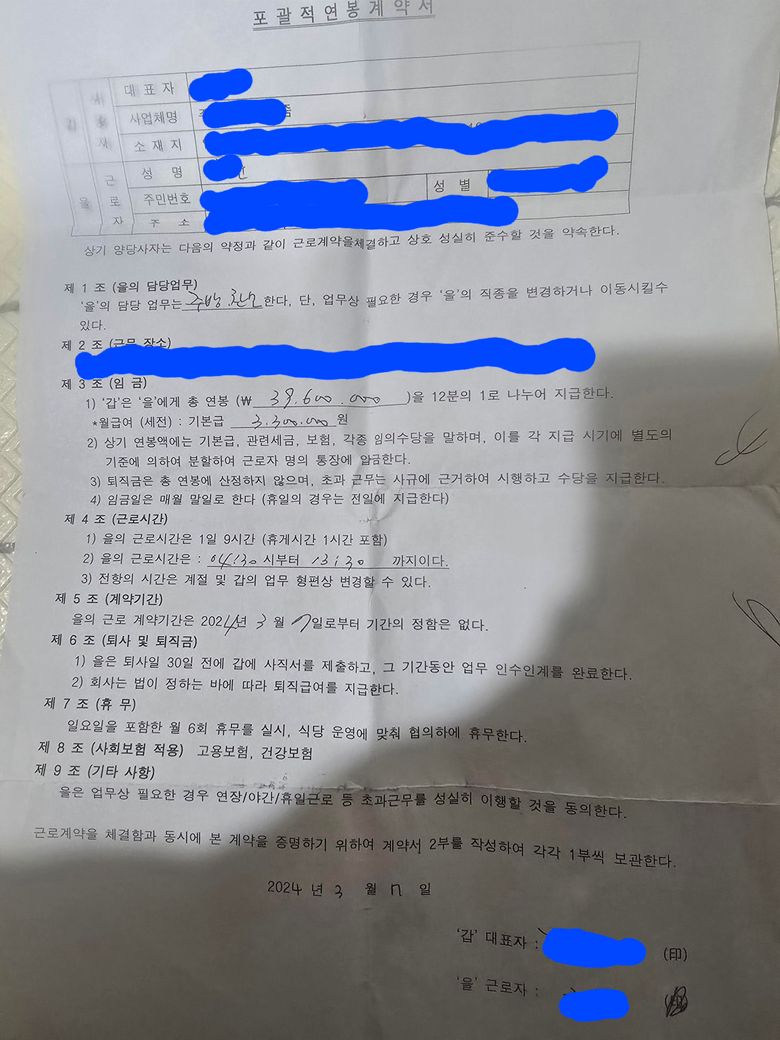 포 괄 적 연 봉 계 약 서
갑 사 용 자 대 표 자
사업체명
소 재 지
을 근 로 자 성 명
주민번호 성 별
주 소
상기 양당사자는 다음의 약정과 같이 근로계약을체결하고 상호 성실히 준수할 것을 약속한다.
제 1 조 (을의 담당업무)
'을'의 담당 업무는 주방 찬모 한다, 단, 업무상 필요한 경우 '을'의 직종을 변경하거나 이동시킬수
있다.
제 2 조 (근무 장소)
제 3 조 (임 금)
1) '갑'은 '을'에게 총 연봉 (₩ 39.600.000 )을 12분의 1로 나누어 지급한다.
*월급여 (세전) : 기본급 3.300.000 원
2) 상기 연봉액에는 기본급, 관련세금, 보험, 각종 임의수당을 말하며, 이를 각 지급 시기에 별도의
기준에 의하여 분할하여 근로자 명의 통장에 입금한다.
3) 퇴직금은 총 연봉에 산정하지 않으며, 초과 근무는 사규에 근거하여 시행하고 수당을 지급한다.
4) 임금일은 매월 말일로 한다 (휴일의 경우는 전일에 지급한다)
제 4 조 (근로시간)
1) 을의 근로시간은 1일 9시간 (휴게시간 1시간 포함)
2) 을의 근로시간은 : 04:30 시부터 13:30 까지이다.
3) 전항의 시간은 계절 및 갑의 업무 형편상 변경할 수 있다.
제 5 조 (계약기간)
을의 근로 계약기간은 2024년 3 월 7일로부터 기간의 정함은 없다.
제 6 조 (퇴사 및 퇴직금)
1) 을은 퇴사일 30일 전에 갑에 사직서를 제출하고, 그 기간동안 업무 인수인계를 완료한다.
2) 회사는 법이 정하는 바에 따라 퇴직급여를 지급한다.
제 7 조 (휴 무)
일요일을 포함한 월 6회 휴무를 실시, 식당 운영에 맞춰 협의하에 휴무한다.
제 8 조 (사회보험 적용) 고용보험, 건강보험
제 9 조 (기타 사항)
을은 업무상 필요한 경우 연장/야간/휴일근로 등 초과근무를 성실히 이행할 것을 동의한다.
근로계약을 체결함과 동시에 본 계약을 증명하기 위하여 계약서 2부를 작성하여 각각 1부씩 보관한다.
2024 년 3 월 7 일
'갑' 대표자 : (印)
'을' 근로자 : (印)